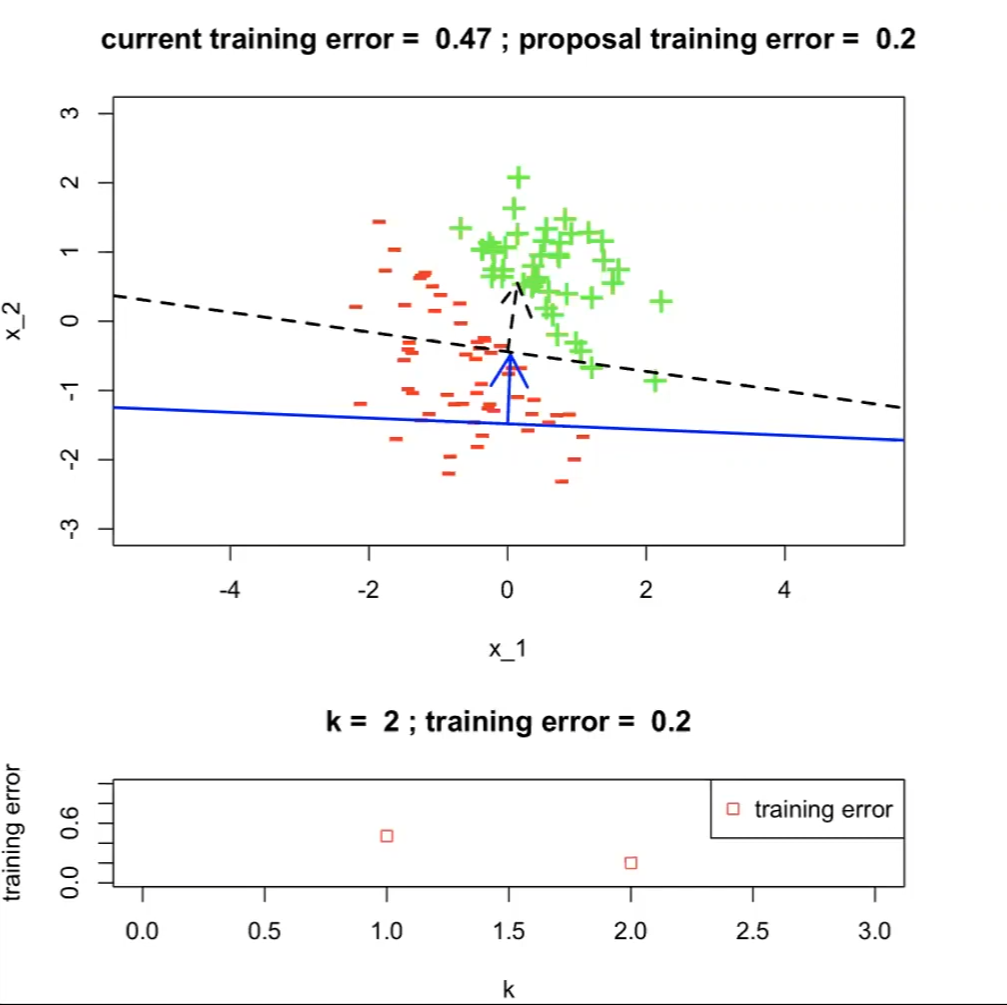 current training error =  0.47 ; proposal training error =  0.2
3
2
1
0
-1
-2
-3
x_2
-4 -2 0 2 4
x_1
k =  2 ; training error =  0.2
training error
0.6
0.0
training error
0.0 0.5 1.0 1.5 2.0 2.5 3.0
k